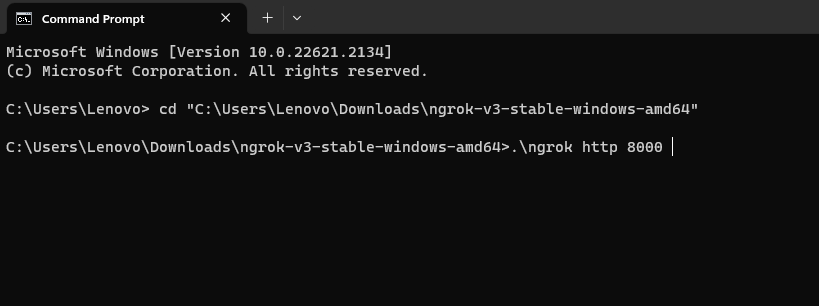 Command Prompt
Microsoft Windows [Version 10.0.22621.2134]
(c) Microsoft Corporation. All rights reserved.
C:\Users\Lenovo> cd "C:\Users\Lenovo\Downloads\ngrok-v3-stable-windows-amd64"
C:\Users\Lenovo\Downloads\ngrok-v3-stable-windows-amd64>.\ngrok http 8000